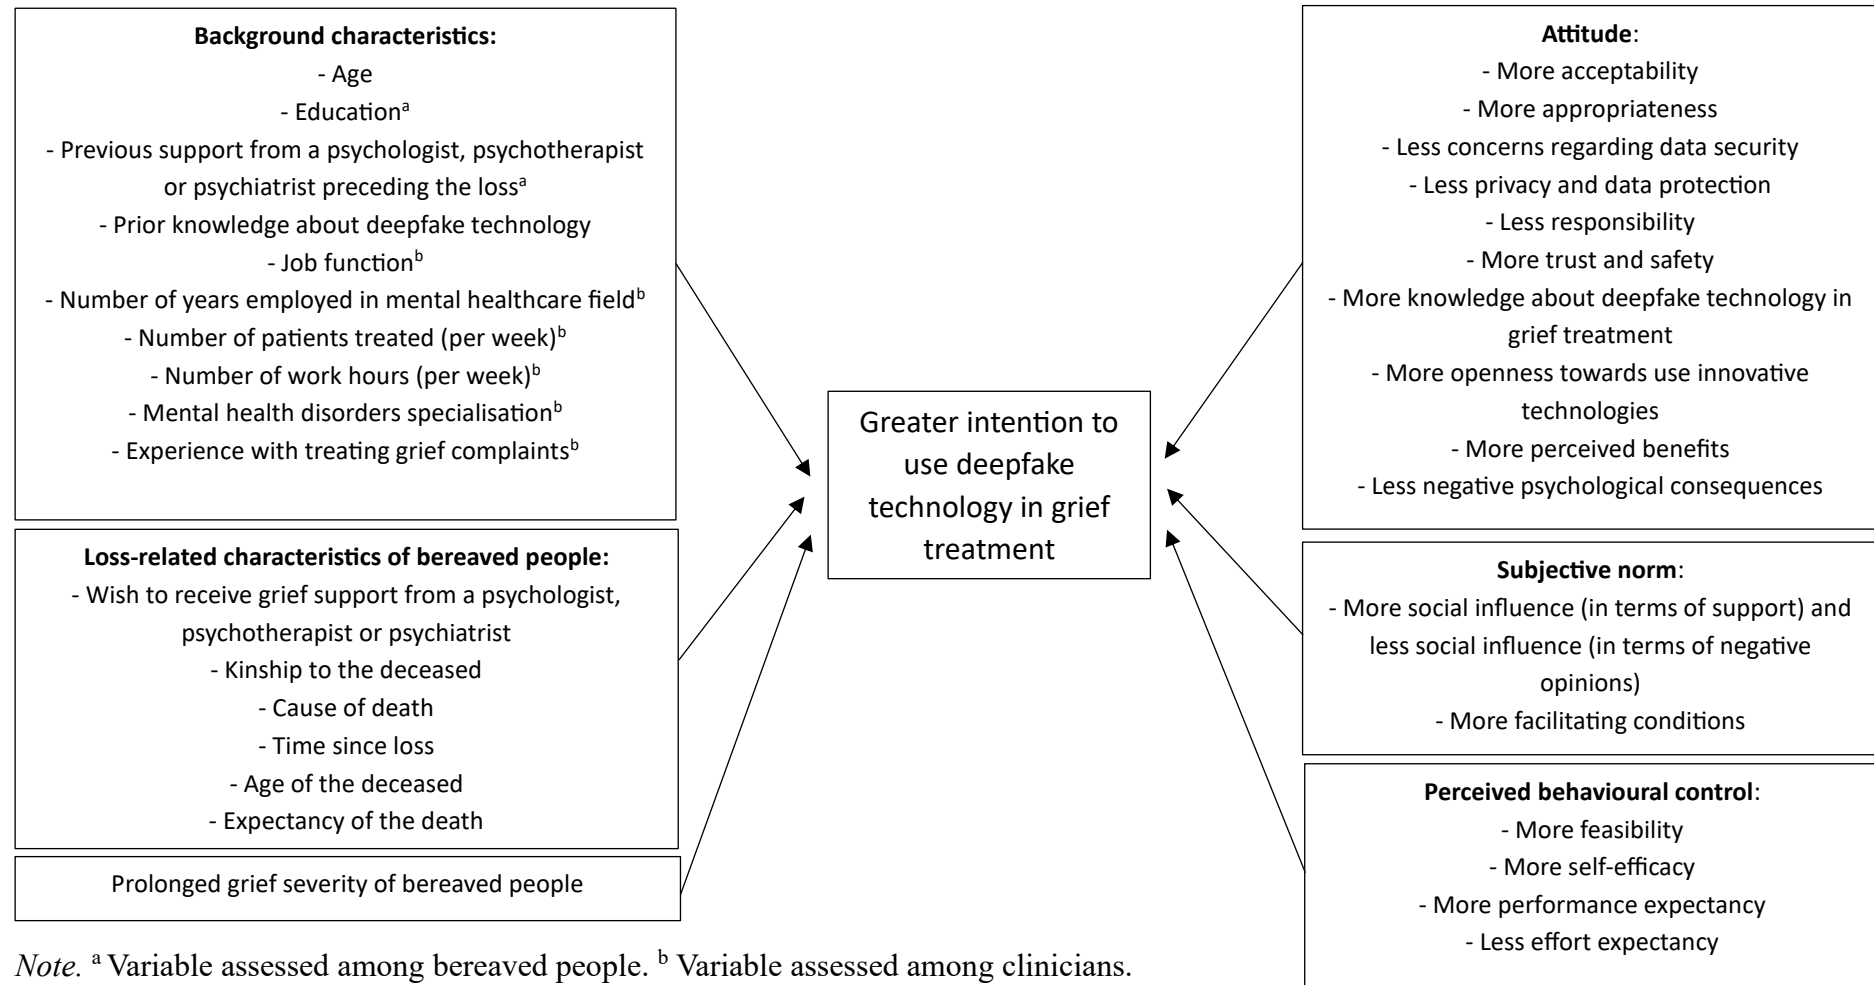 Background characteristics:
- Age
- Educationᵃ
- Previous support from a psychologist, psychotherapist
or psychiatrist preceding the lossᵃ
- Prior knowledge about deepfake technology
- Job functionᵇ
- Number of years employed in mental healthcare fieldᵇ
- Number of patients treated (per week)ᵇ
- Number of work hours (per week)ᵇ
- Mental health disorders specialisationᵇ
- Experience with treating grief complaintsᵇ
Loss-related characteristics of bereaved people:
- Wish to receive grief support from a psychologist,
psychotherapist or psychiatrist
- Kinship to the deceased
- Cause of death
- Time since loss
- Age of the deceased
- Expectancy of the death
Prolonged grief severity of bereaved people
Greater intention to
use deepfake
technology in grief
treatment
Attitude:
- More acceptability
- More appropriateness
- Less concerns regarding data security
- Less privacy and data protection
- Less responsibility
- More trust and safety
- More knowledge about deepfake technology in
grief treatment
- More openness towards use innovative
technologies
- More perceived benefits
- Less negative psychological consequences
Subjective norm:
- More social influence (in terms of support) and
less social influence (in terms of negative
opinions)
- More facilitating conditions
Perceived behavioural control:
- More feasibility
- More self-efficacy
- More performance expectancy
- Less effort expectancy
Note. ᵃ Variable assessed among bereaved people. ᵇ Variable assessed among clinicians.